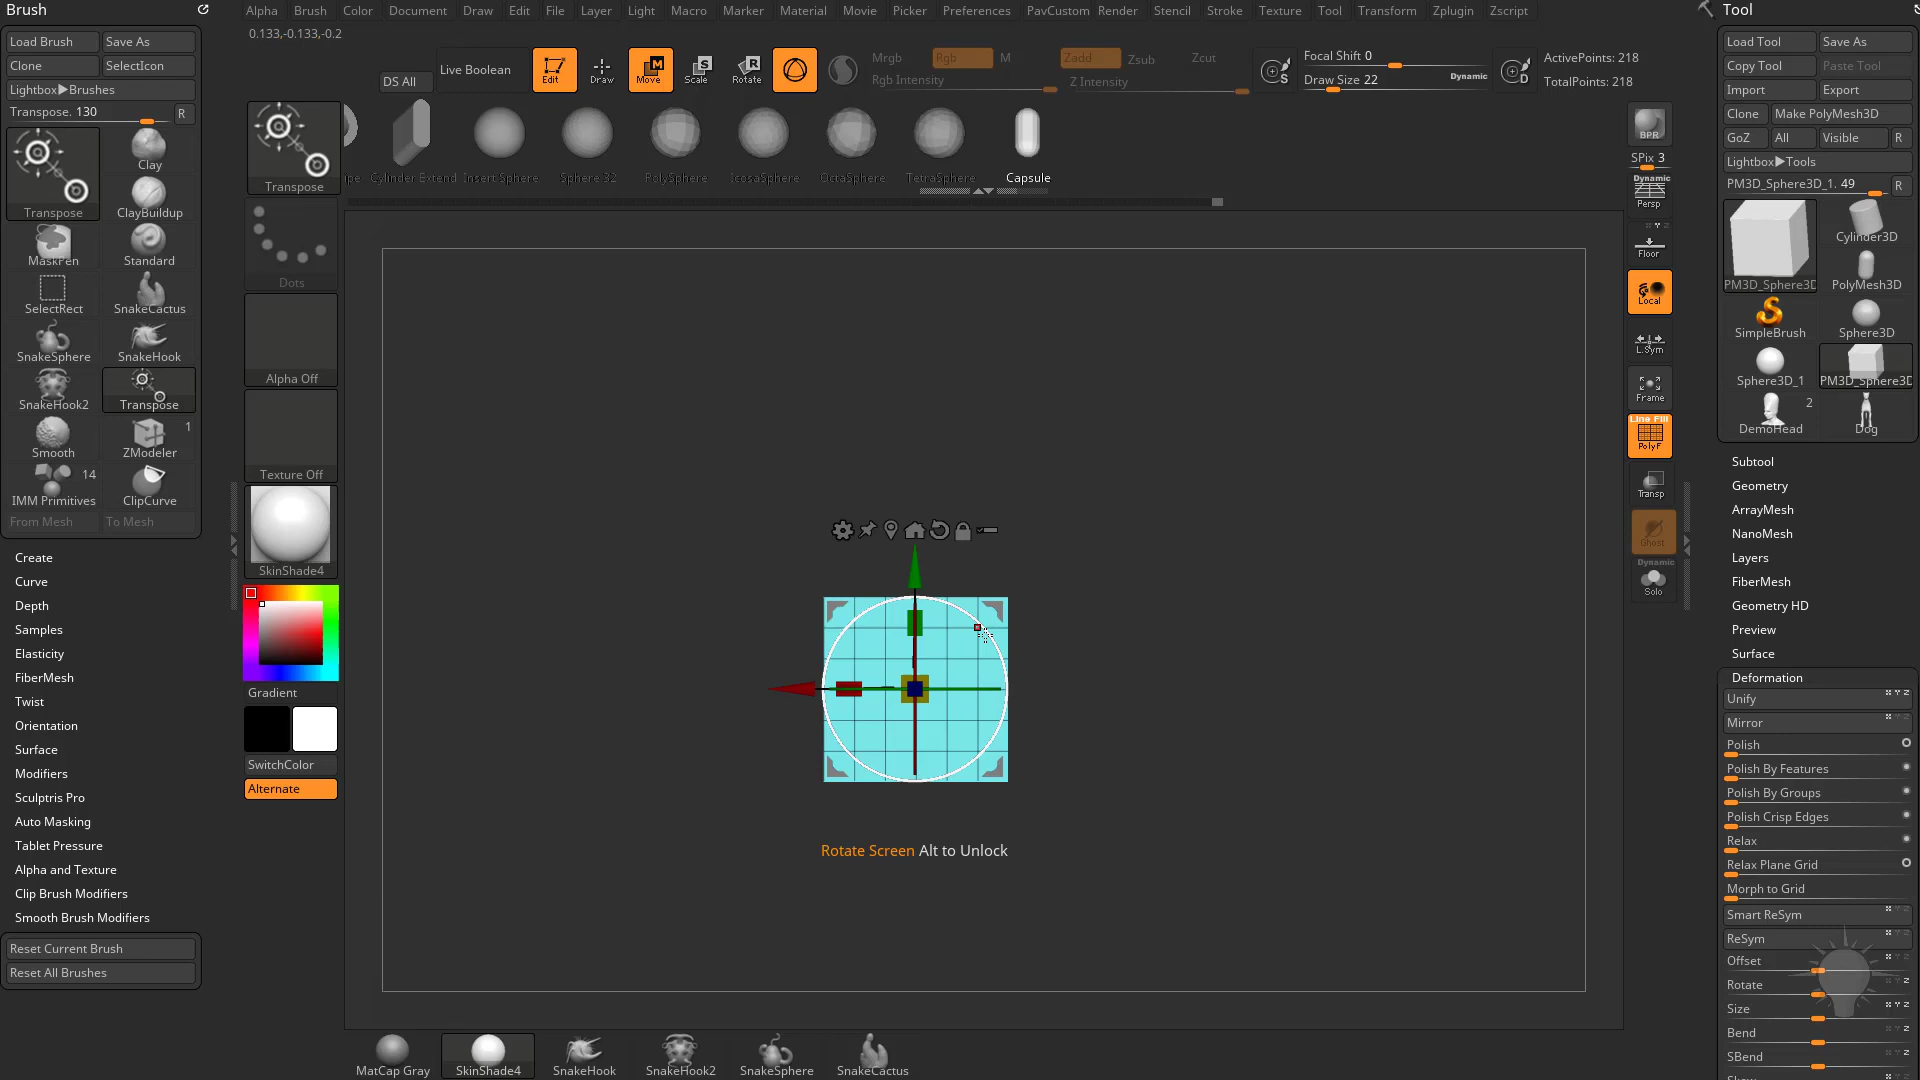 Brush
Load Brush
Save As
Clone
SelectIcon
Lightbox▶Brushes
Transpose. 130
R
Transpose
Clay
ClayBuildup
MaskPen
Standard
SelectRect
SnakeCactus
SnakeSphere
SnakeHook
SnakeHook2
Transpose
Smooth
ZModeler
1
IMM Primitives
14
ClipCurve
From Mesh
To Mesh
Create
Curve
Depth
Samples
Elasticity
FiberMesh
Twist
Orientation
Surface
Modifiers
Sculptris Pro
Auto Masking
Tablet Pressure
Alpha and Texture
Clip Brush Modifiers
Smooth Brush Modifiers
Reset Current Brush
Reset All Brushes
Alpha Brush Color Document Draw Edit File Layer Light Macro Marker Material Movie Picker Preferences PavCustom Render Stencil Stroke Texture Tool Transform Zplugin Zscript
0.133,-0.133,-0.2
DS All
Live Boolean
Edit
Draw
Move
Scale
Rotate
Mrgb
Rgb
M
Rgb Intensity
Zadd
Zsub
Zcut
Z Intensity
S
Focal Shift 0
Draw Size 22
Dynamic
D
ActivePoints: 218
TotalPoints: 218
Transpose
Cylinder Extend
Insert Sphere
Sphere 32
PolySphere
IcosaSphere
OctaSphere
TetraSphere
Capsule
Dots
Alpha Off
Texture Off
SkinShade4
Gradient
SwitchColor
Alternate
Rotate Screen Alt to Unlock
MatCap Gray
SkinShade4
SnakeHook
SnakeHook2
SnakeSphere
SnakeCactus
BPR
SPix 3
Dynamic
Persp
Floor
Local
L.Sym
Frame
Line Fill
PolyF
Transp
Ghost
Dynamic
Solo
Tool
Load Tool
Save As
Copy Tool
Paste Tool
Import
Export
Clone
Make PolyMesh3D
GoZ
All
Visible
R
Lightbox▶Tools
PM3D_Sphere3D_1. 49
R
PM3D_Sphere3D
Cylinder3D
PolyMesh3D
SimpleBrush
Sphere3D
Sphere3D_1
PM3D_Sphere3D
DemoHead
2
Dog
Subtool
Geometry
ArrayMesh
NanoMesh
Layers
FiberMesh
Geometry HD
Preview
Surface
Deformation
Unify
Mirror
Polish
Polish By Features
Polish By Groups
Polish Crisp Edges
Relax
Relax Plane Grid
Morph to Grid
Smart ReSym
ReSym
Offset
Rotate
Size
Bend
SBend